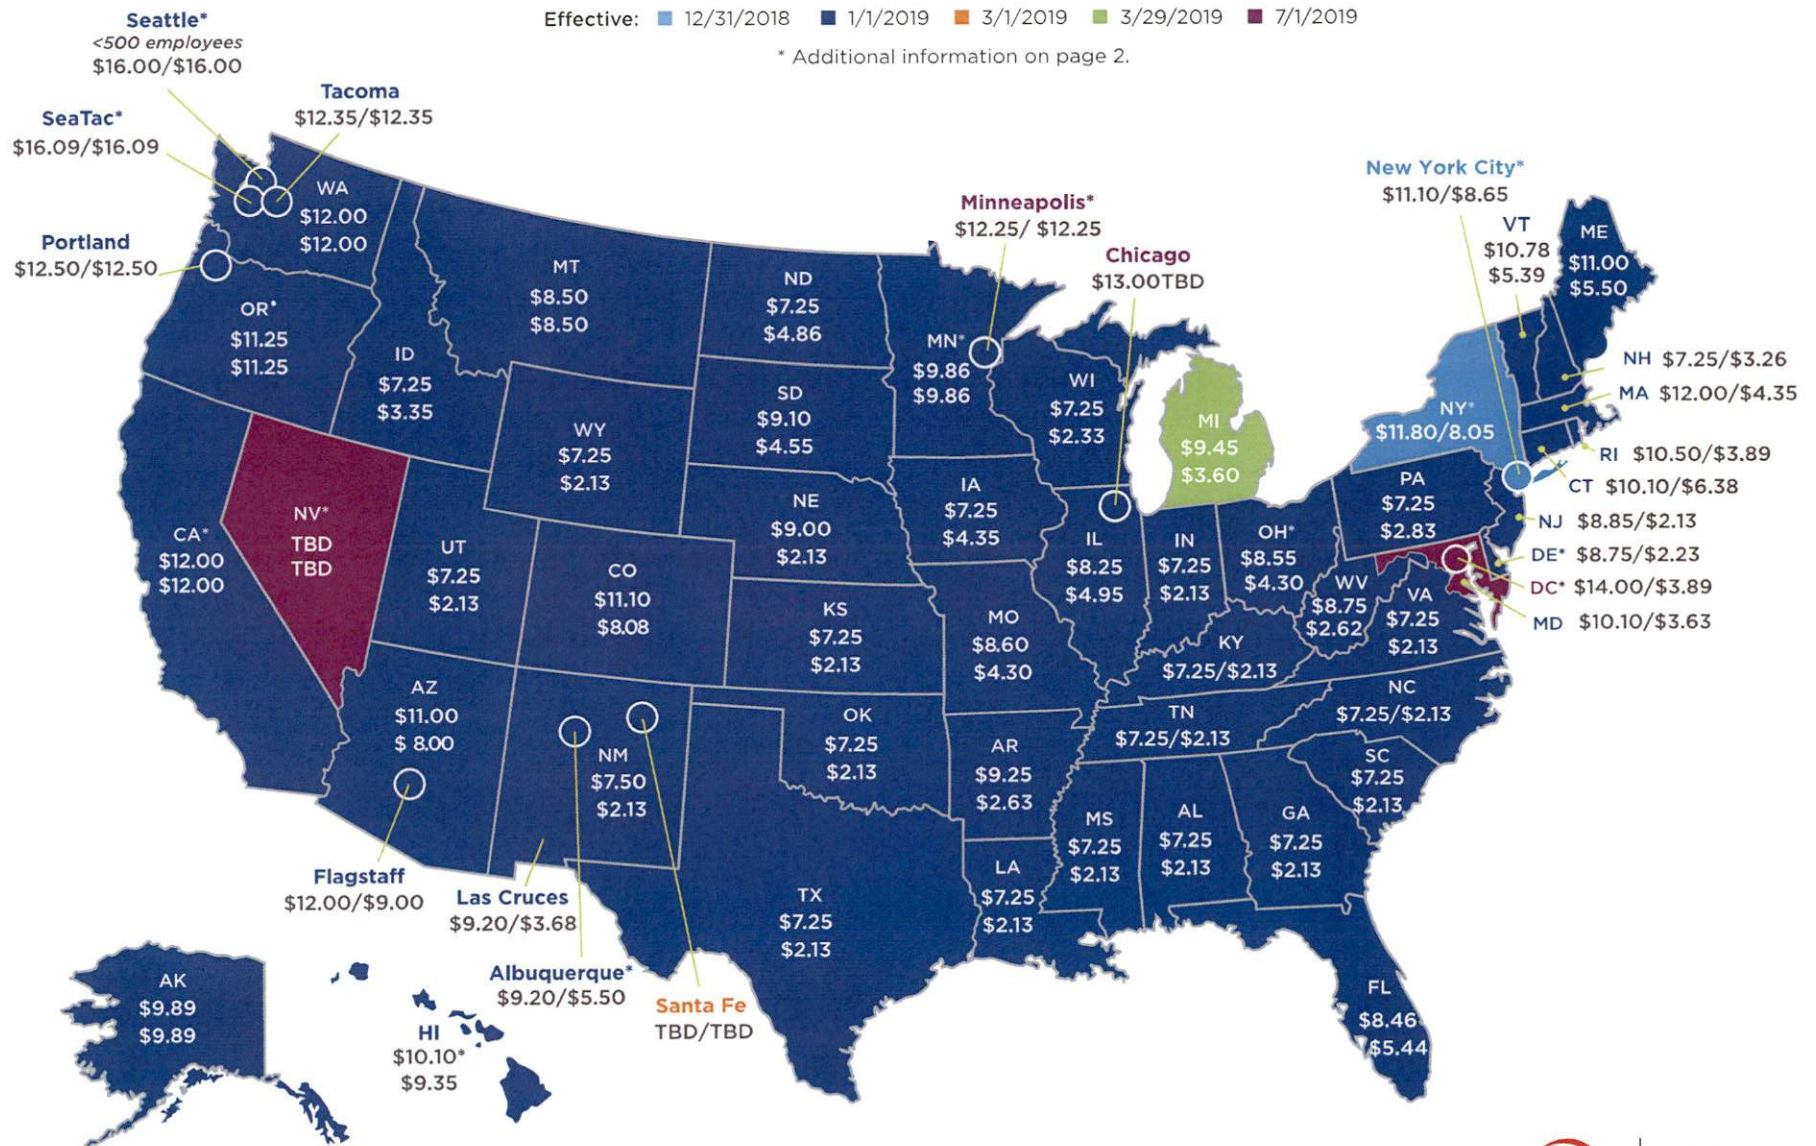 Effective: 12/31/2018 1/1/2019 3/1/2019 3/29/2019 7/1/2019
* Additional information on page 2.
Seattle*
<500 employees
$16.00/$16.00
Tacoma
$12.35/$12.35
SeaTac*
$16.09/$16.09
Portland
$12.50/$12.50
WA
$12.00
$12.00
OR*
$11.25
$11.25
ID
$7.25
$3.35
MT
$8.50
$8.50
ND
$7.25
$4.86
Minneapolis*
$12.25/ $12.25
MN*
$9.86
$9.86
Chicago
$13.00TBD
WI
$7.25
$2.33
MI
$9.45
$3.60
New York City*
$11.10/$8.65
VT
$10.78
$5.39
ME
$11.00
$5.50
NH $7.25/$3.26
MA $12.00/$4.35
NY*
$11.80/8.05
RI $10.50/$3.89
CT $10.10/$6.38
NJ $8.85/$2.13
DE* $8.75/$2.23
DC* $14.00/$3.89
MD $10.10/$3.63
PA
$7.25
$2.83
SD
$9.10
$4.55
WY
$7.25
$2.13
NE
$9.00
$2.13
IA
$7.25
$4.35
CA*
$12.00
$12.00
NV*
TBD
TBD
UT
$7.25
$2.13
CO
$11.10
$8.08
KS
$7.25
$2.13
MO
$8.60
$4.30
IL
$8.25
$4.95
IN
$7.25
$2.13
OH*
$8.55
$4.30
WV
$8.75
$2.62
VA
$7.25
$2.13
KY
$7.25/$2.13
NC
$7.25/$2.13
TN
$7.25/$2.13
SC
$7.25
$2.13
AZ
$11.00
$ 8.00
NM
$7.50
$2.13
OK
$7.25
$2.13
AR
$9.25
$2.63
MS
$7.25
$2.13
AL
$7.25
$2.13
GA
$7.25
$2.13
LA
$7.25
$2.13
TX
$7.25
$2.13
FL
$8.46
$5.44
Flagstaff
$12.00/$9.00
Las Cruces
$9.20/$3.68
Albuquerque*
$9.20/$5.50
Santa Fe
TBD/TBD
AK
$9.89
$9.89
HI
$10.10*
$9.35